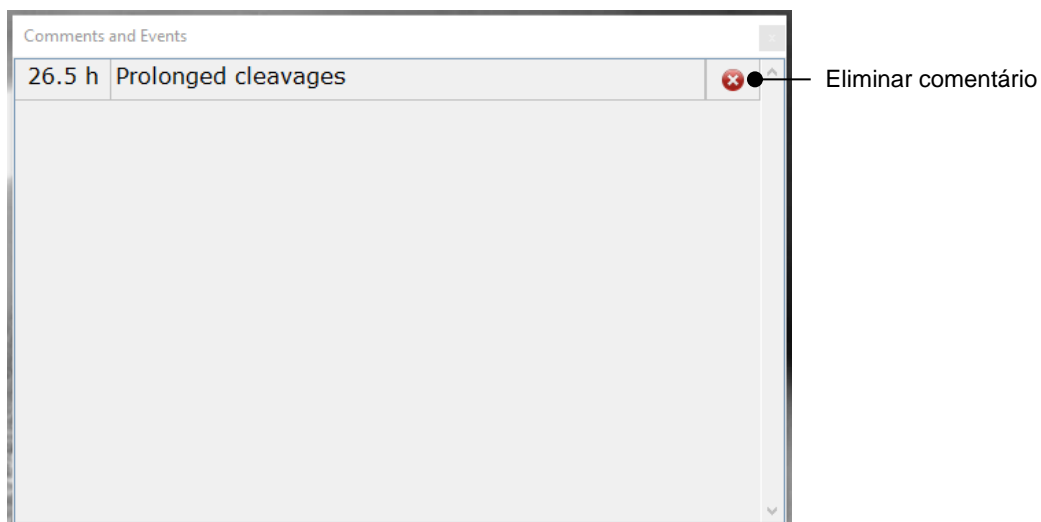 Comments and Events
26.5 h Prolonged cleavages
Eliminar comentário